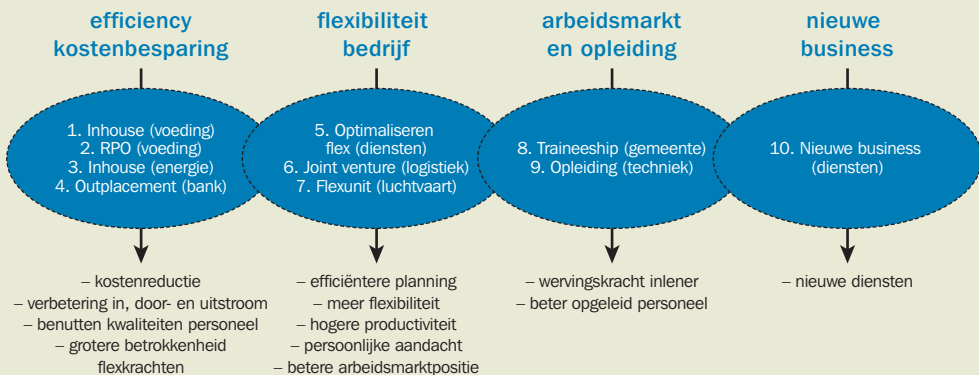 efficiency
kostenbesparing
1. Inhouse (voeding)
2. RPO (voeding)
3. Inhouse (energie)
4. Outplacement (bank)
– kostenreductie
– verbetering in, door- en uitstroom
– benutten kwaliteiten personeel
– grotere betrokkenheid
flexkrachten
flexibiliteit
bedrijf
5. Optimaliseren
flex (diensten)
6. Joint venture (logistiek)
7. Flexunit (luchtvaart)
– efficiëntere planning
– meer flexibiliteit
– hogere productiviteit
– persoonlijke aandacht
– betere arbeidsmarktpositie
arbeidsmarkt
en opleiding
8. Traineeship (gemeente)
9. Opleiding (techniek)
– wervingskracht inlener
– beter opgeleid personeel
nieuwe
business
10. Nieuwe business
(diensten)
– nieuwe diensten